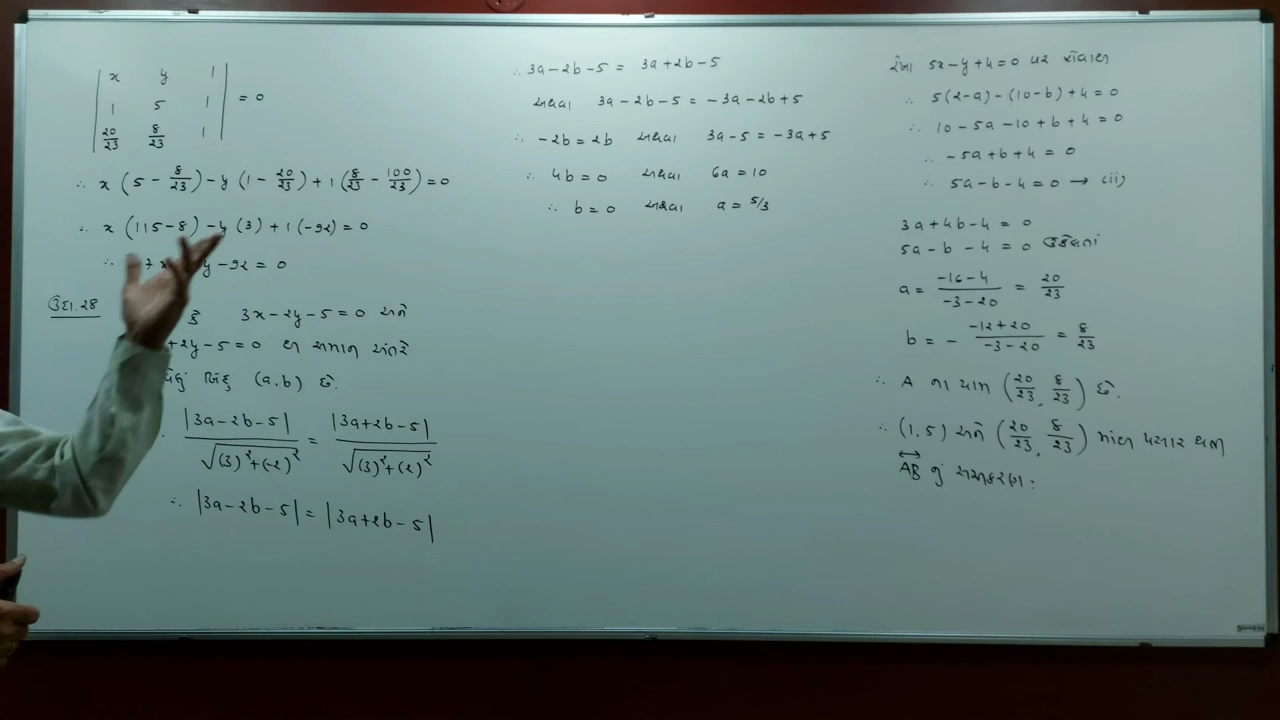 | x y 1 |
| 1 5 1 | = 0
| 20/23 8/23 1 |
∴ x (5 - 8/23) - y (1 - 20/23) + 1 (8/23 - 100/23) = 0
∴ x (115-8) - y (3) + 1 (-92) = 0
∴ y - 92 = 0
ઉદા. 28
કે 3x - 2y - 5 = 0 અને
+ 2y - 5 = 0 થી સમાન અંતરે
બિંદુ (a,b) છે.
|3a - 2b - 5| / √((3)² + (-2)²) = |3a + 2b - 5| / √((3)² + (2)²)
∴ |3a - 2b - 5| = |3a + 2b - 5|
∴ 3a - 2b - 5 = 3a + 2b - 5
અથવા 3a - 2b - 5 = -3a - 2b + 5
∴ -2b = 2b અથવા 3a - 5 = -3a + 5
∴ 4b = 0 અથવા 6a = 10
∴ b = 0 અથવા a = 5/3
રેખા 5x - y + 4 = 0 પર
∴ 5(2-a) - (10-b) + 4 = 0
∴ 10 - 5a - 10 + b + 4 = 0
∴ -5a + b + 4 = 0
∴ 5a - b - 4 = 0 → (ii)
3a + 4b - 4 = 0
5a - b - 4 = 0 ઉકેલતાં
a = (-16 - 4)/(-3 - 20) = 20/23
b = - (-12 + 20)/(-3 - 20) = 8/23
∴ A ના યામ (20/23, 8/23) છે.
∴ (1, 5) અને (20/23, 8/23) માંથી પસાર થતા
↔AB નું સમીકરણ :